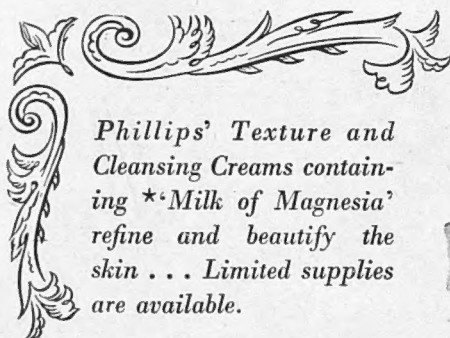 Phillips' Texture and
Cleansing Creams contain-
ing ★‘Milk of Magnesia’
refine and beautify the
skin . . . Limited supplies
are available.